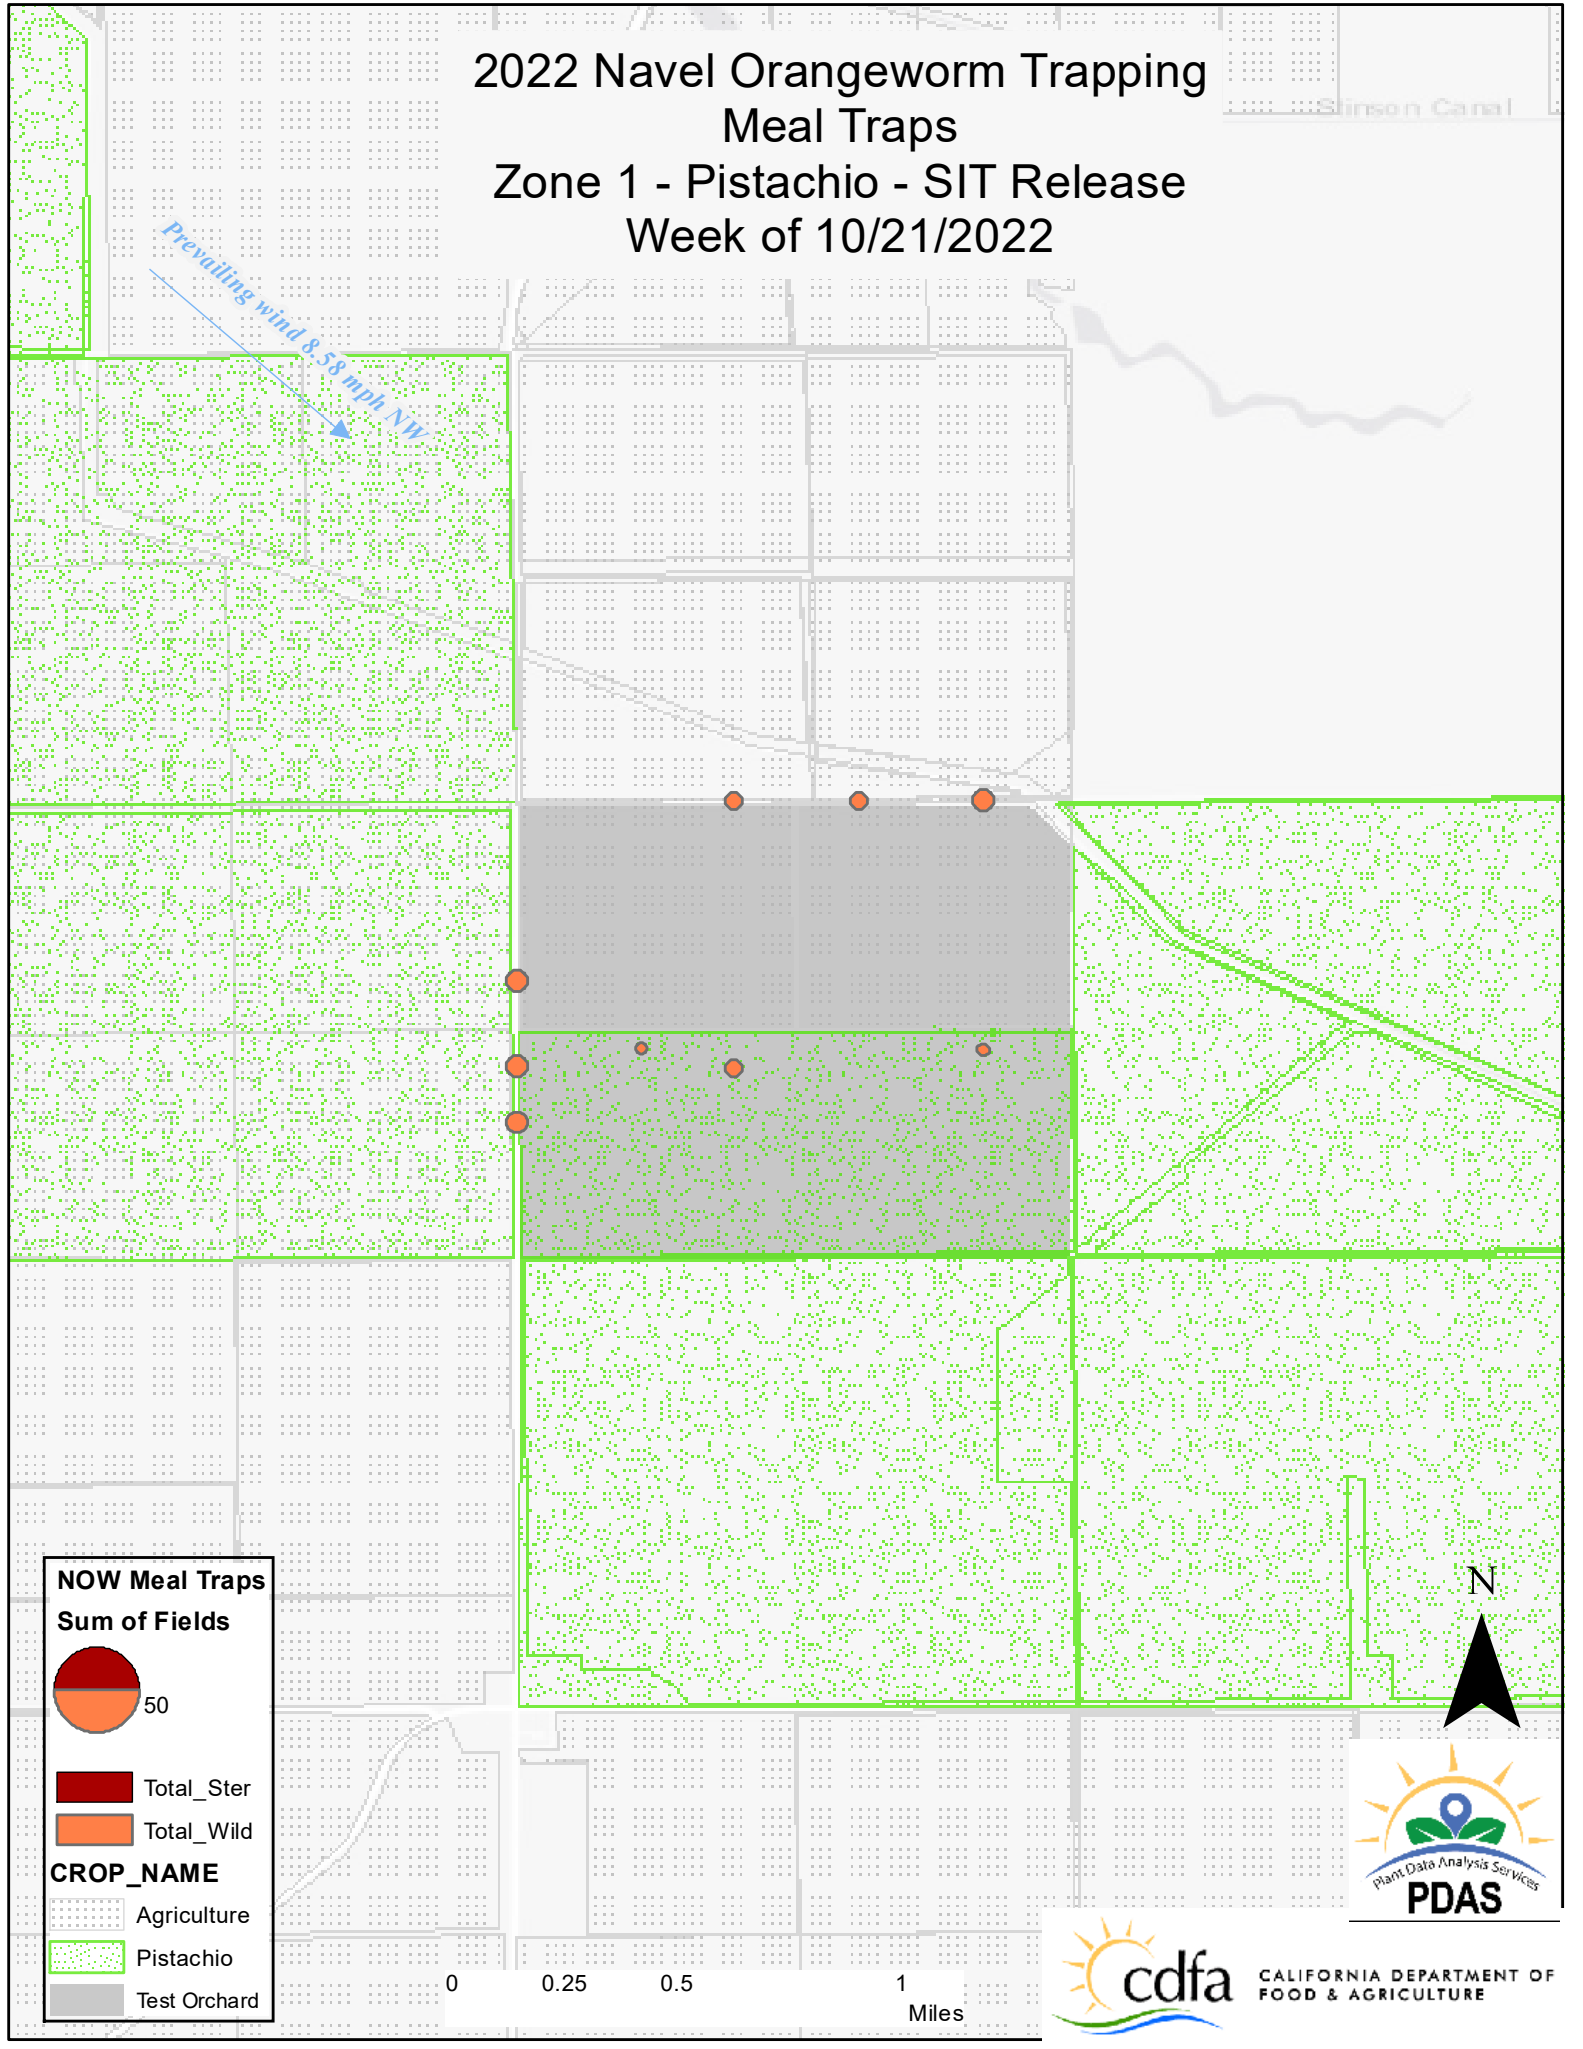 2022 Navel Orangeworm Trapping
Meal Traps
Zone 1 - Pistachio - SIT Release
Week of 10/21/2022
Stinson Canal
Prevailing wind 8.58 mph NW
NOW Meal Traps
Sum of Fields
50
Total_Ster
Total_Wild
CROP_NAME
Agriculture
Pistachio
Test Orchard
0 0.25 0.5 1
Miles
N
Plant Data Analysis Services
PDAS
cdfa
CALIFORNIA DEPARTMENT OF
FOOD & AGRICULTURE